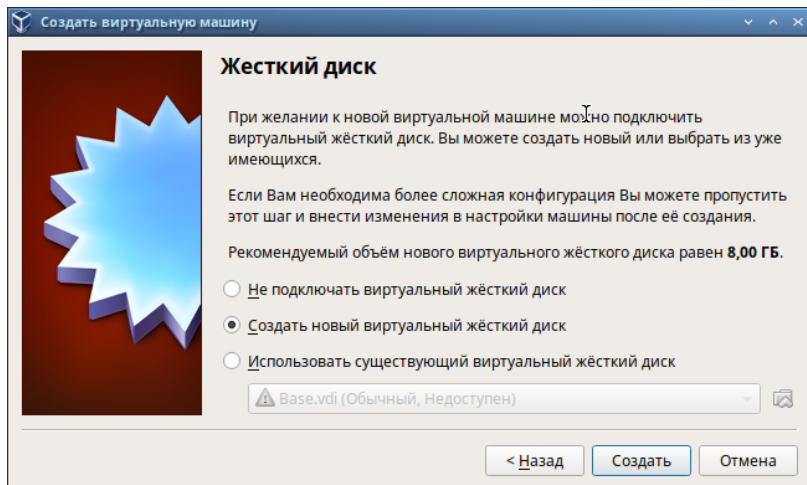 Создать виртуальную машину
Жесткий диск
При желании к новой виртуальной машине можно подключить
виртуальный жёсткий диск. Вы можете создать новый или выбрать из уже
имеющихся.
Если Вам необходима более сложная конфигурация Вы можете пропустить
этот шаг и внести изменения в настройки машины после её создания.
Рекомендуемый объём нового виртуального жёсткого диска равен 8,00 ГБ.
Не подключать виртуальный жёсткий диск
Создать новый виртуальный жёсткий диск
Использовать существующий виртуальный жёсткий диск
Base.vdi (Обычный, Недоступен)
< Назад Создать Отмена